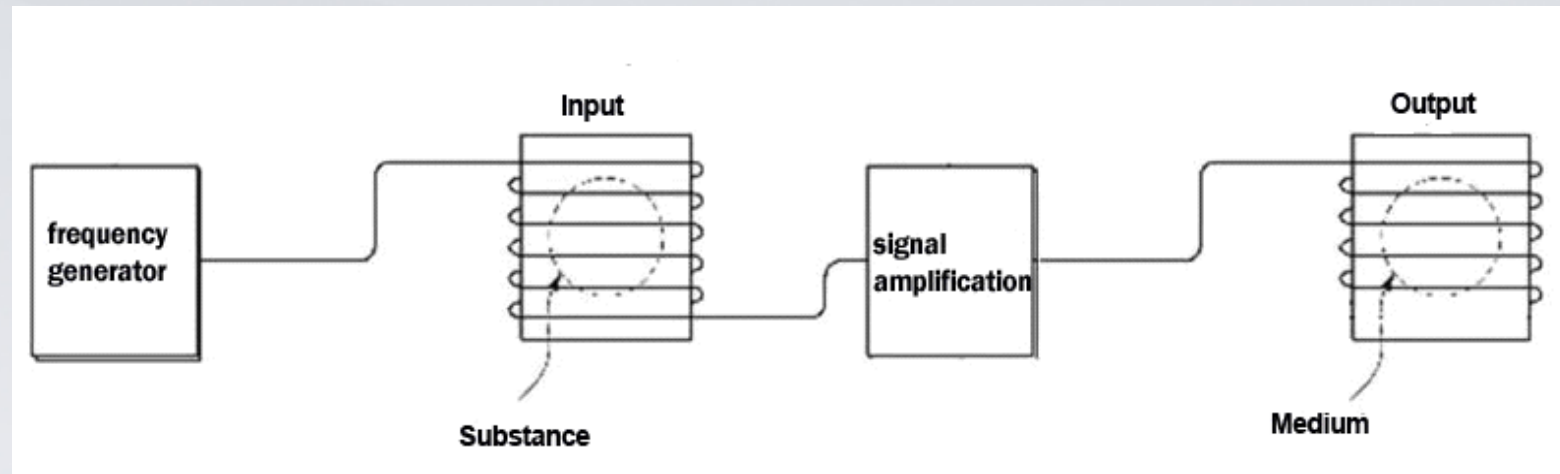 Input
Output
frequency
generator
signal
amplification
Substance
Medium